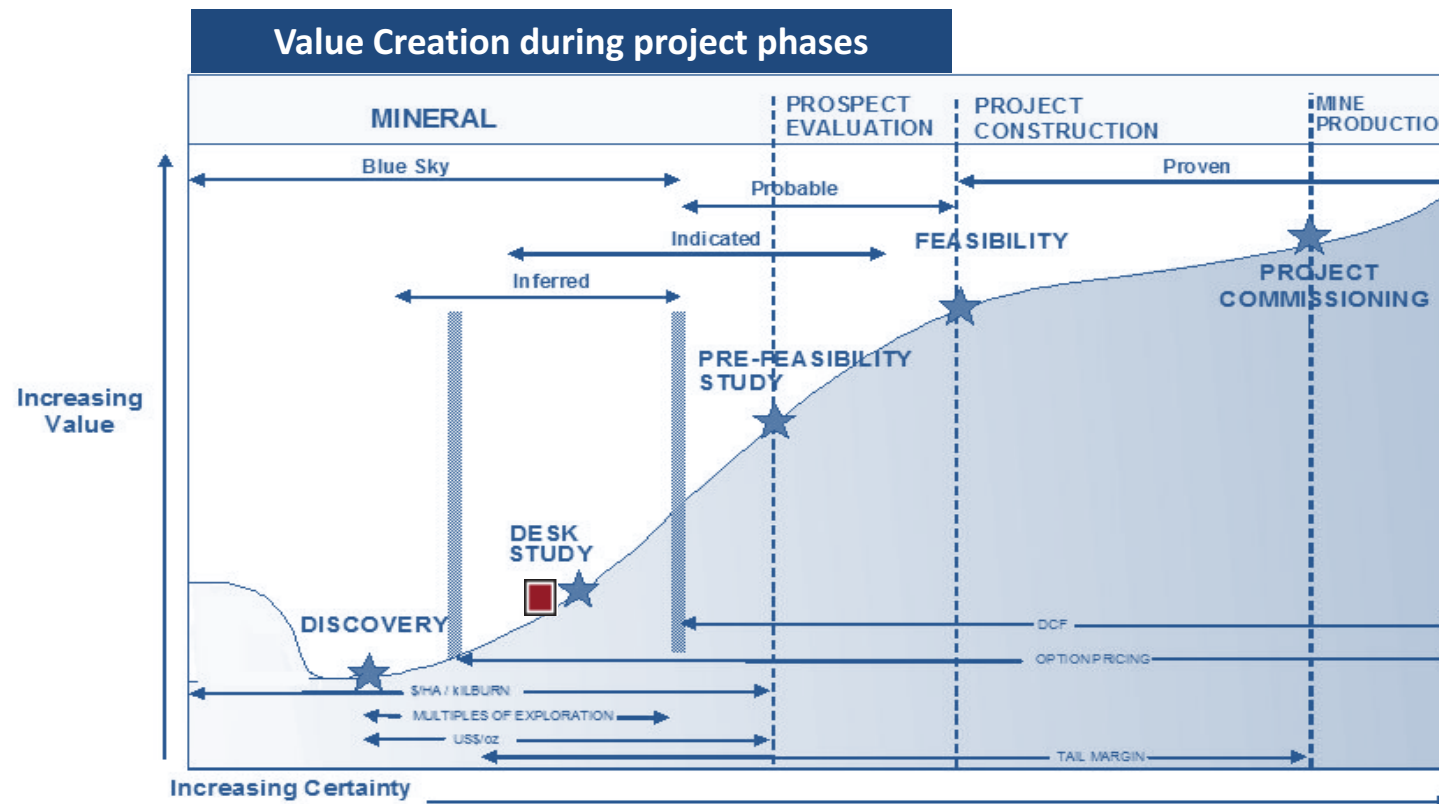 Value Creation during project phases
MINERAL
PROSPECT
EVALUATION
PROJECT
CONSTRUCTION
MINE
PRODUCTIO
Blue Sky
Proven
Probable
Indicated
FEASIBILITY
Inferred
PROJECT
COMMISSIONING
PRE-FEASIBILITY
STUDY
Increasing
Value
DESK
STUDY
DISCOVERY
DCF
OPTION PRICING
$/HA / KILBURN
MULTIPLES OF EXPLORATION
US$/oz
TAIL MARGIN
Increasing Certainty